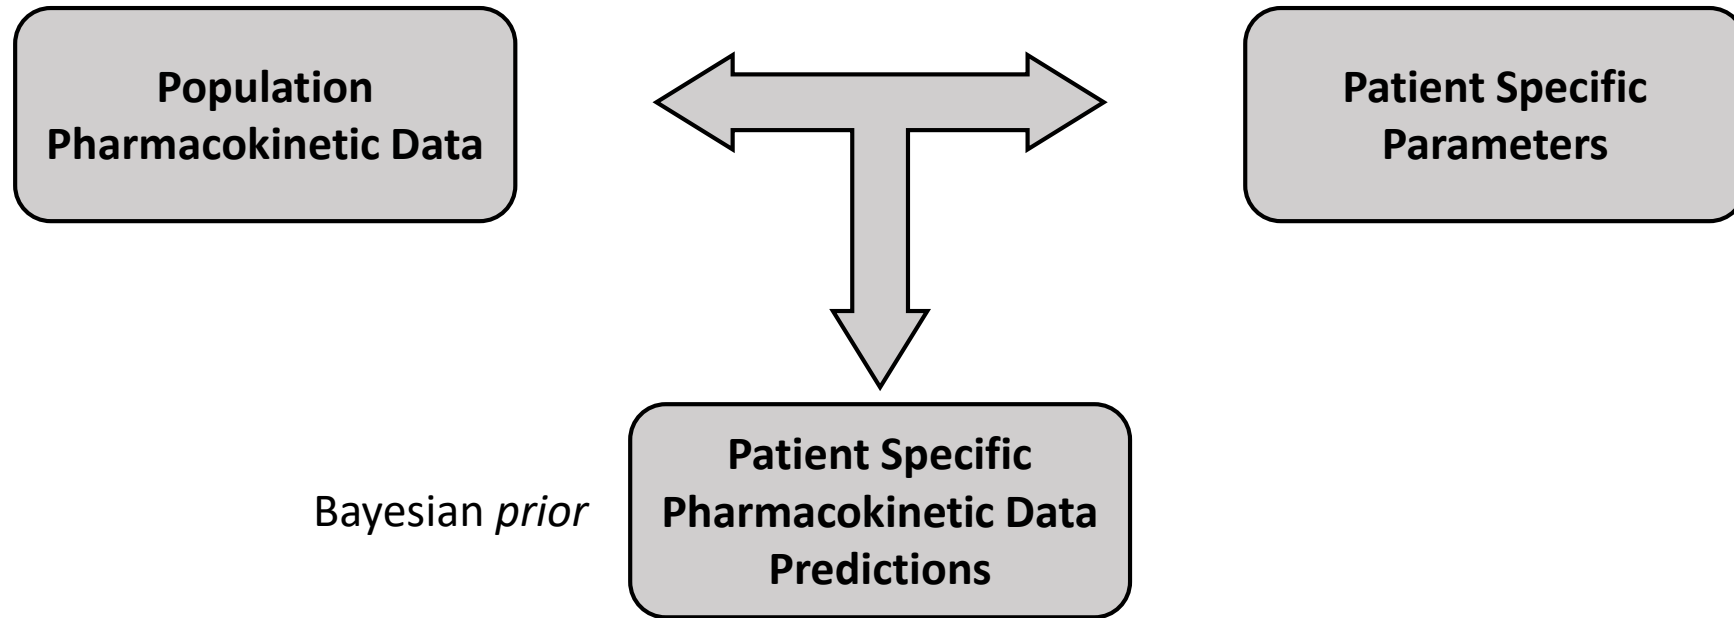 Population
Pharmacokinetic Data
Patient Specific
Parameters
Bayesian prior
Patient Specific
Pharmacokinetic Data
Predictions